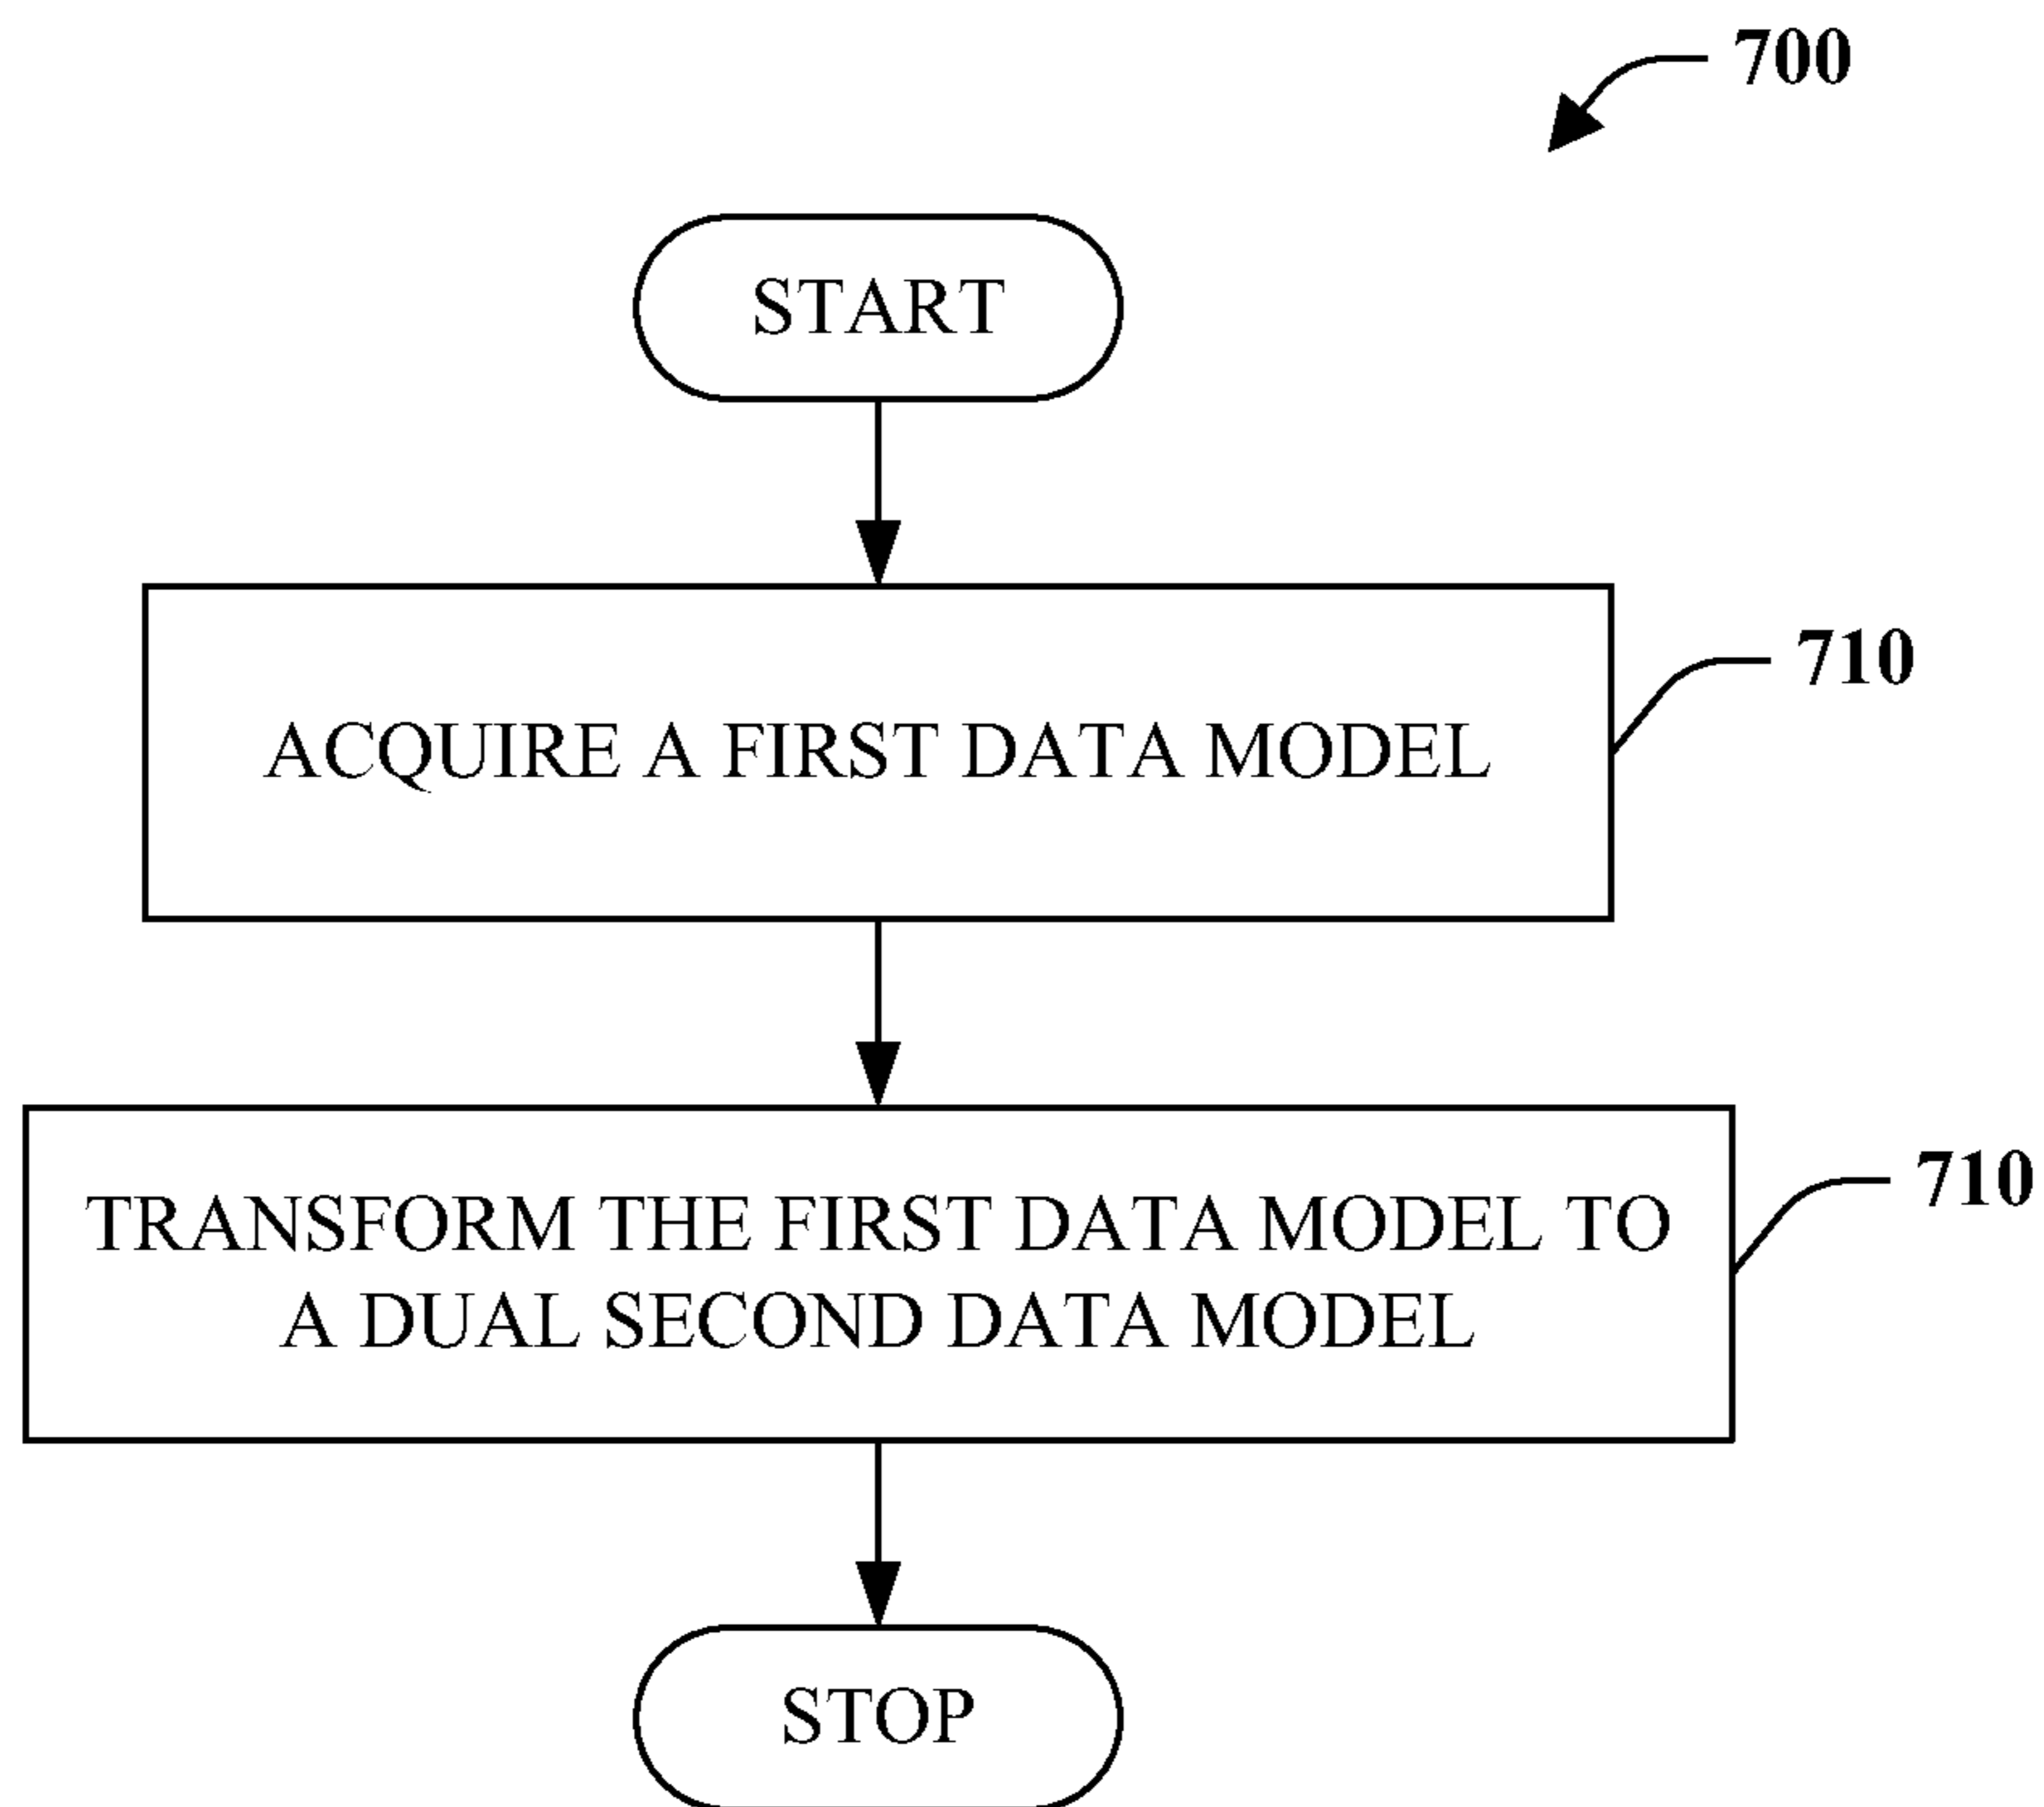 700
START
ACQUIRE A FIRST DATA MODEL
710
TRANSFORM THE FIRST DATA MODEL TO
A DUAL SECOND DATA MODEL
710
STOP